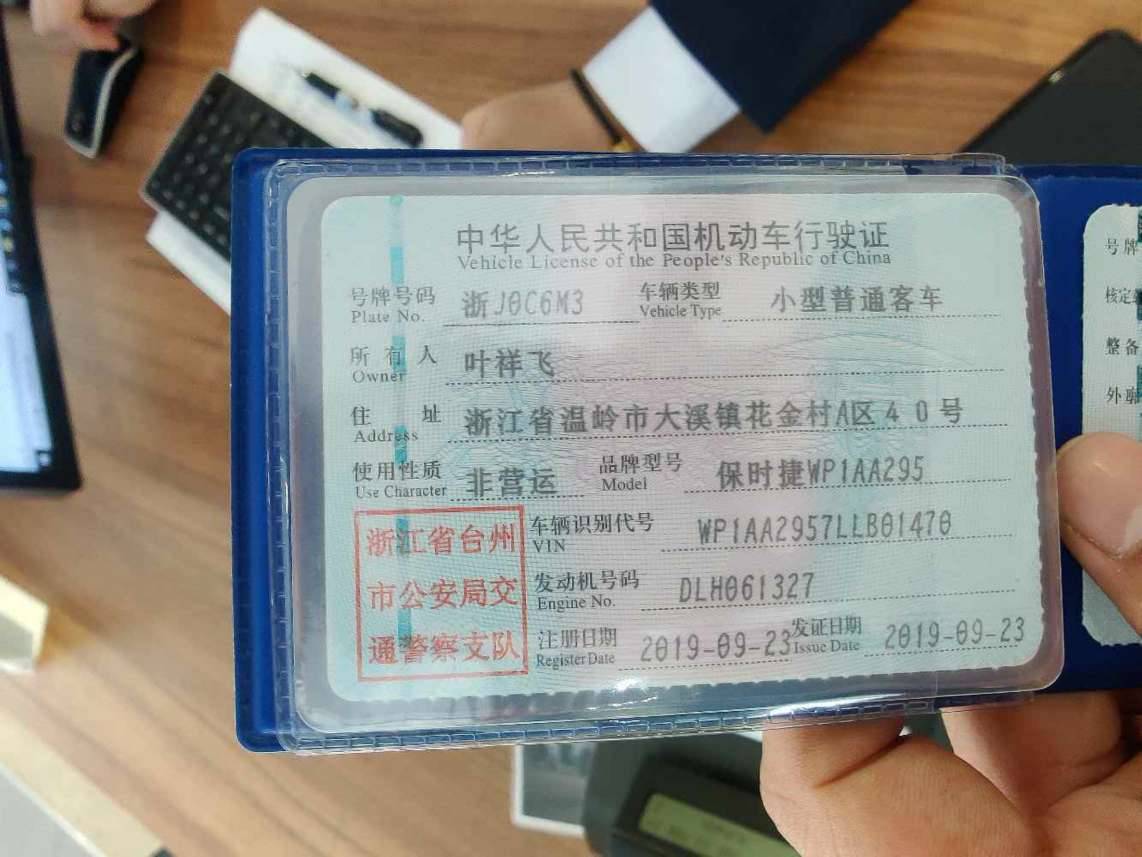 中华人民共和国机动车行驶证
Vehicle License of the People's Republic of China
号牌号码 浙J0C6M3 车辆类型 小型普通客车
Plate No. Vehicle Type
所有人 叶祥飞
Owner
住址 浙江省温岭市大溪镇花金村A区40号
Address
使用性质 非营运 品牌型号 保时捷WP1AA295
Use Character Model
车辆识别代号 WP1AA2957LLB01470
VIN
发动机号码 DLH061327
Engine No.
注册日期 2019-09-23 发证日期 2019-09-23
Register Date Issue Date
浙江省台州
市公安局交
通警察支队
号牌
核定
整备
外廓